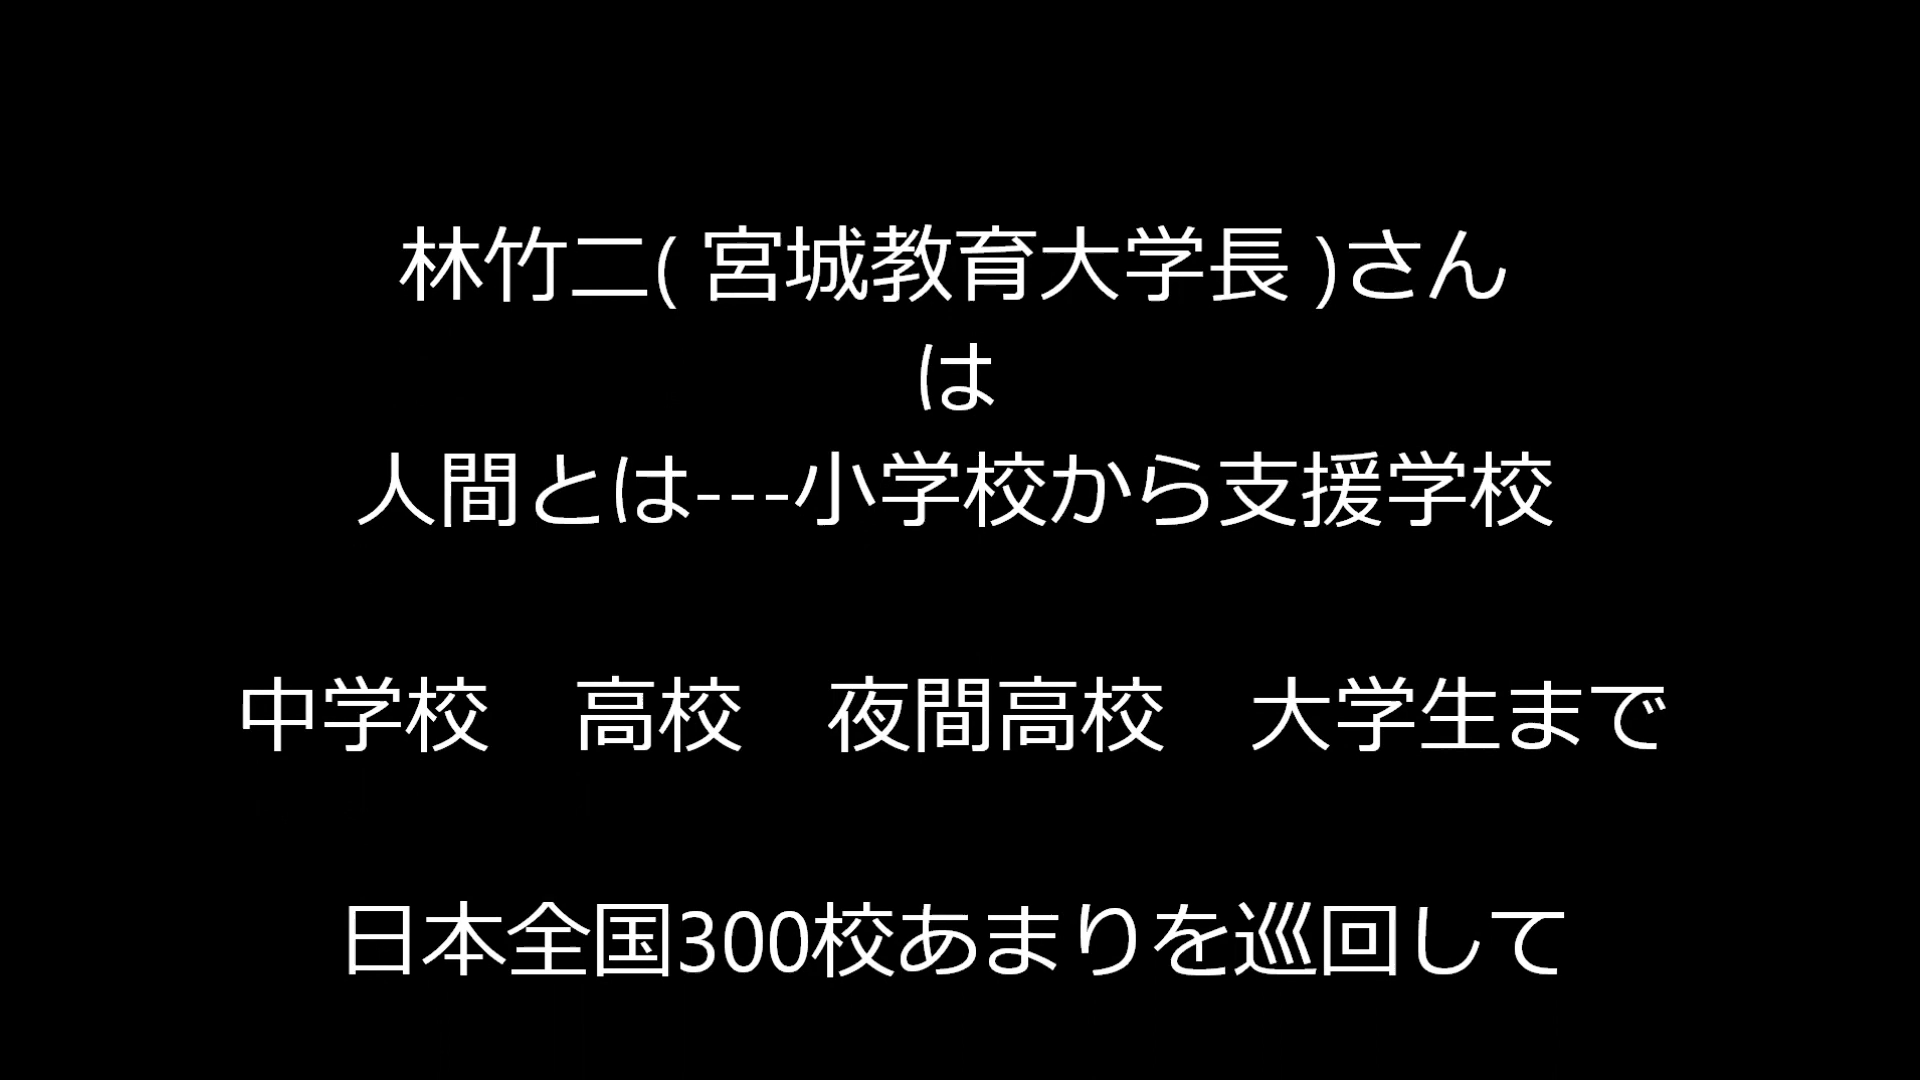 林竹二( 宮城教育大学長 )さん
は
人間とは---小学校から支援学校
中学校　高校　夜間高校　大学生まで
日本全国300校あまりを巡回して